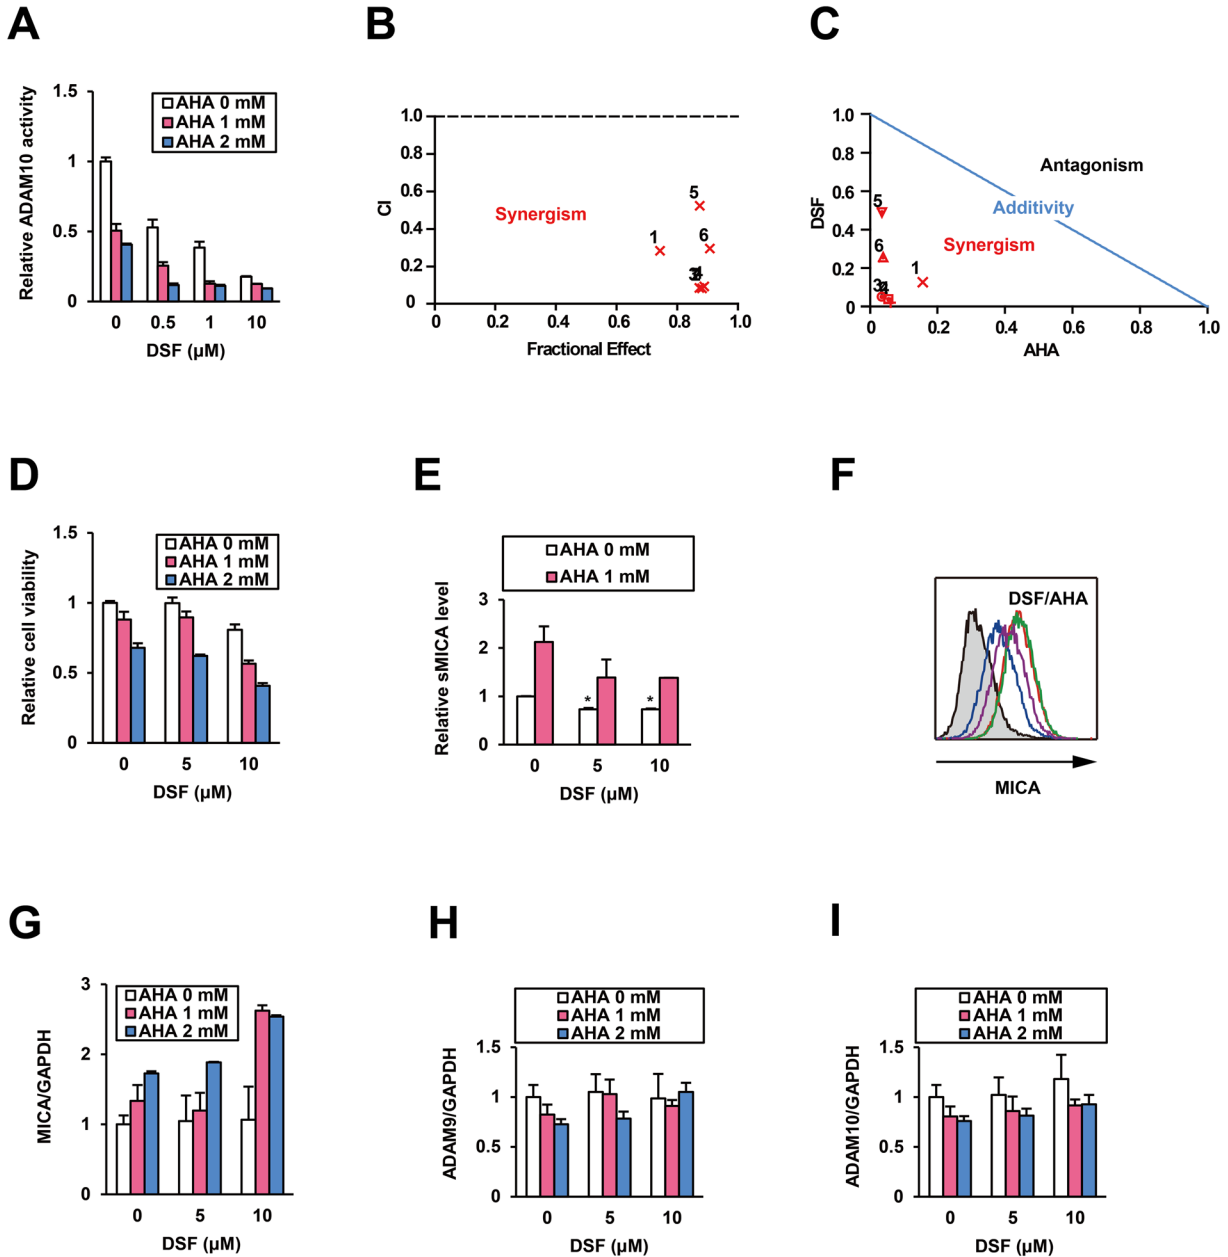 A
Relative ADAM10 activity
1.5
1
0.5
0
AHA 0 mM
AHA 1 mM
AHA 2 mM
0 0.5 1 10
DSF (μM)
B
CI
1.0
0.8
0.6
0.4
0.2
0
Synergism
5
1
6
4
0 0.2 0.4 0.6 0.8 1.0
Fractional Effect
C
DSF
1.0
0.8
0.6
0.4
0.2
0
Antagonism
Additivity
Synergism
5
6
1
3
4
0 0.2 0.4 0.6 0.8 1.0
AHA
D
Relative cell viability
1.5
1
0.5
0
AHA 0 mM
AHA 1 mM
AHA 2 mM
0 5 10
DSF (μM)
E
AHA 0 mM
AHA 1 mM
Relative sMICA level
3
2
1
0
* *
0 5 10
DSF (μM)
F
DSF/AHA
MICA
G
MICA/GAPDH
3
2
1
0
AHA 0 mM
AHA 1 mM
AHA 2 mM
0 5 10
DSF (μM)
H
AHA 0 mM
AHA 1 mM
AHA 2 mM
ADAM9/GAPDH
1.5
1
0.5
0
0 5 10
DSF (μM)
I
AHA 0 mM
AHA 1 mM
AHA 2 mM
ADAM10/GAPDH
1.5
1
0.5
0
0 5 10
DSF (μM)